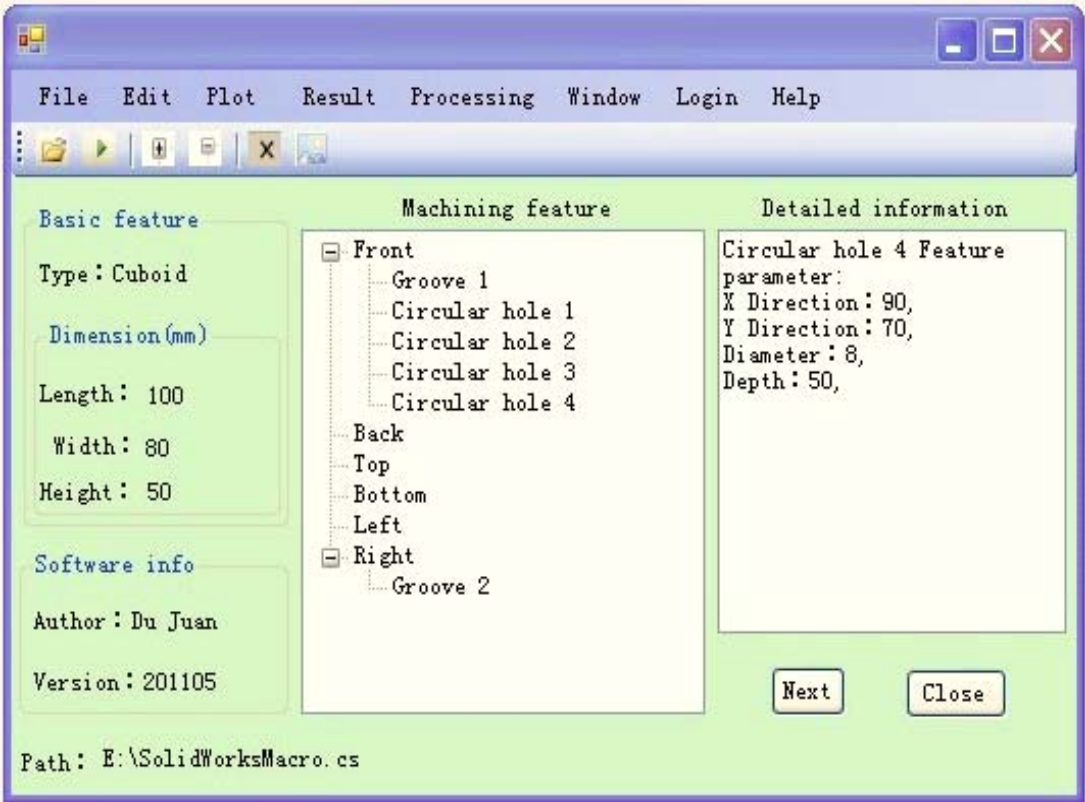 File Edit Plot Result Processing Window Login Help
Basic feature
Type：Cuboid
Dimension(mm)
Length： 100
Width： 80
Height： 50
Software info
Author：Du Juan
Version：201105
Machining feature
Front
Groove 1
Circular hole 1
Circular hole 2
Circular hole 3
Circular hole 4
Back
Top
Bottom
Left
Right
Groove 2
Detailed information
Circular hole 4 Feature
parameter:
X Direction：90,
Y Direction：70,
Diameter：8,
Depth：50,
Next Close
Path： E:\SolidWorksMacro.cs